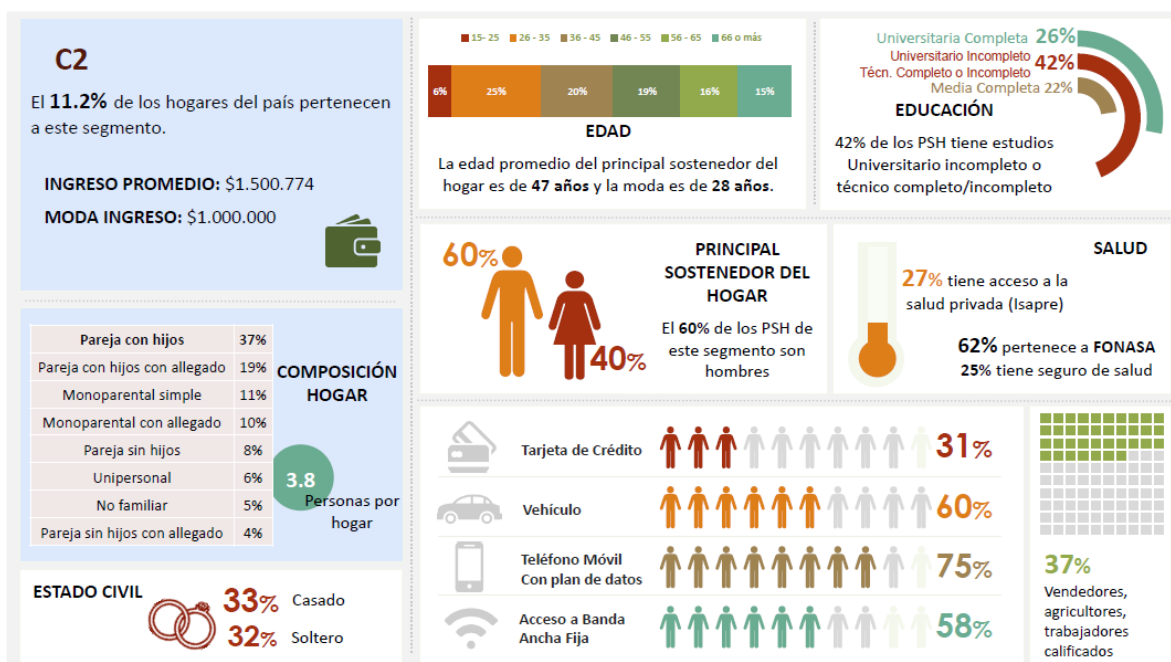 C2
El 11.2% de los hogares del país pertenecen
a este segmento.
INGRESO PROMEDIO: $1.500.774
MODA INGRESO: $1.000.000
15- 25 26 - 35 36 - 45 46 - 55 56 - 65 66 o más
6% 25% 20% 19% 16% 15%
EDAD
La edad promedio del principal sostenedor del
hogar es de 47 años y la moda es de 28 años.
Universitaria Completa 26%
Universitario Incompleto
Técn. Completo o Incompleto 42%
Media Completa 22%
EDUCACIÓN
42% de los PSH tiene estudios
Universitario incompleto o
técnico completo/incompleto
Pareja con hijos 37%
Pareja con hijos con allegado 19%
Monoparental simple 11%
Monoparental con allegado 10%
Pareja sin hijos 8%
Unipersonal 6%
No familiar 5%
Pareja sin hijos con allegado 4%
COMPOSICIÓN
HOGAR
3.8
Personas por
hogar
60%
40%
PRINCIPAL
SOSTENEDOR DEL
HOGAR
El 60% de los PSH de
este segmento son
hombres
SALUD
27% tiene acceso a la
salud privada (Isapre)
62% pertenece a FONASA
25% tiene seguro de salud
ESTADO CIVIL
33% Casado
32% Soltero
Tarjeta de Crédito 31%
Vehículo 60%
Teléfono Móvil
Con plan de datos 75%
Acceso a Banda
Ancha Fija 58%
37%
Vendedores,
agricultores,
trabajadores
calificados